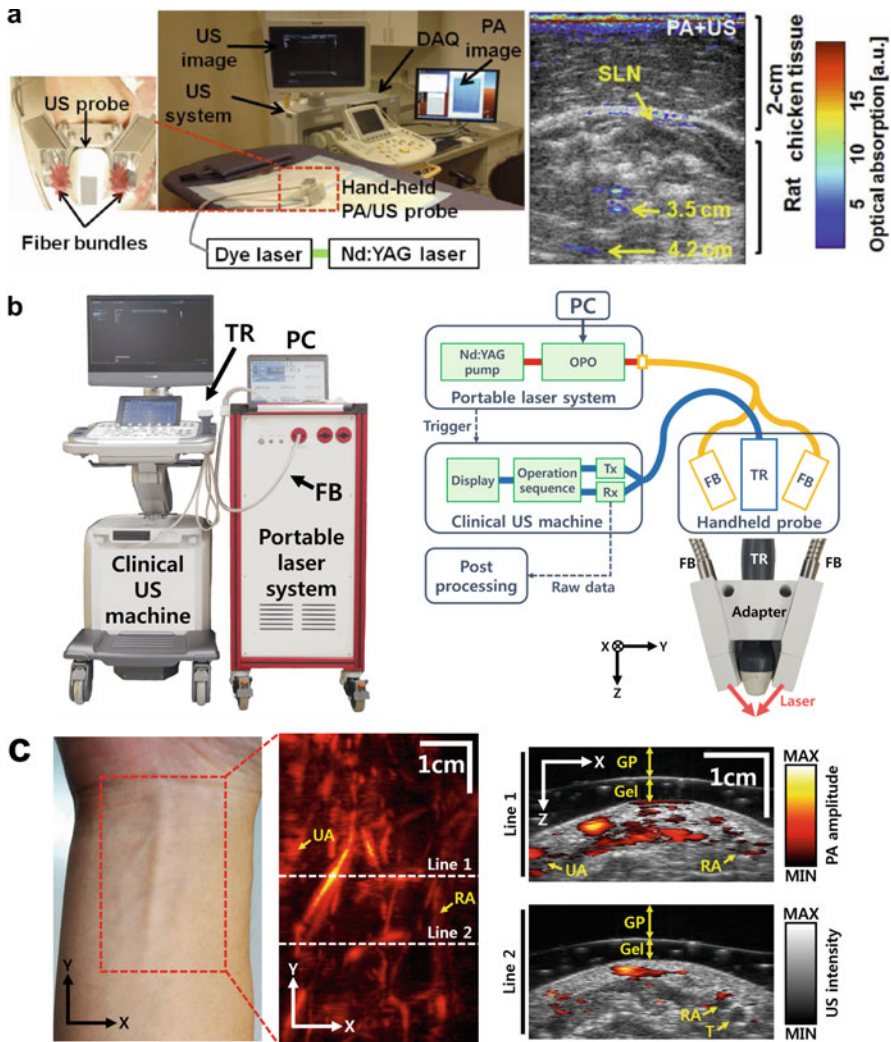 a
US probe
Fiber bundles
US
image
US
system
DAQ
PA
image
Hand-held
PA/US probe
Dye laser
Nd:YAG laser
PA+US
SLN
3.5 cm
4.2 cm
2-cm
chicken tissue
Rat
5
10
15
Optical absorption [a.u.]
b
TR
PC
FB
Clinical
US
machine
Portable
laser
system
PC
Nd:YAG
pump
OPO
Portable laser system
Trigger
Display
Operation
sequence
Tx
Rx
Clinical US machine
Post
processing
Raw data
FB
TR
FB
Handheld probe
FB
TR
FB
Adapter
Laser
X
Y
Z
c
Y
X
1cm
UA
Line 1
RA
Line 2
Y
X
Line 1
X
Z
GP
Gel
1cm
UA
RA
MAX
MIN
PA amplitude
Line 2
GP
Gel
RA
T
MAX
MIN
US intensity